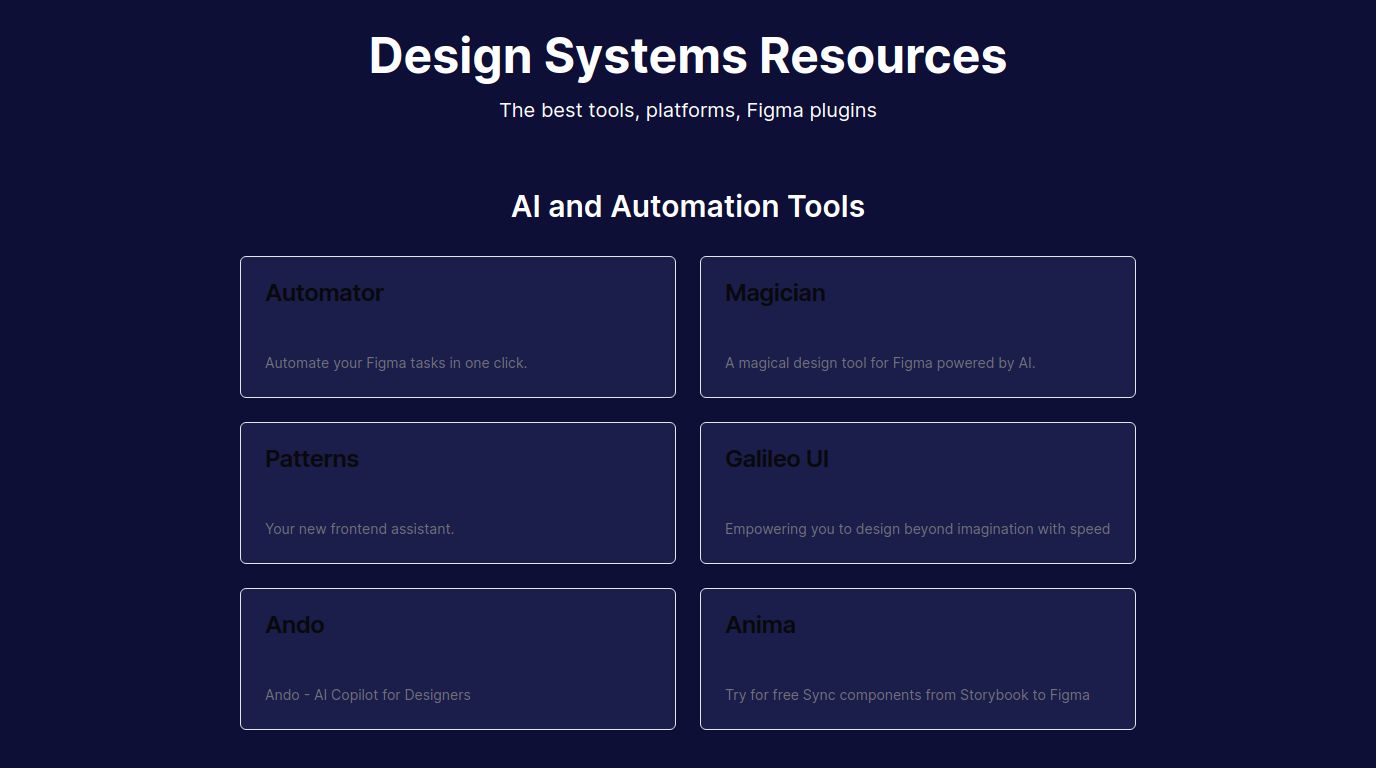 Design Systems Resources
The best tools, platforms, Figma plugins
AI and Automation Tools
Automator
Automate your Figma tasks in one click.
Magician
A magical design tool for Figma powered by AI.
Patterns
Your new frontend assistant.
Galileo UI
Empowering you to design beyond imagination with speed
Ando
Ando - AI Copilot for Designers
Anima
Try for free Sync components from Storybook to Figma